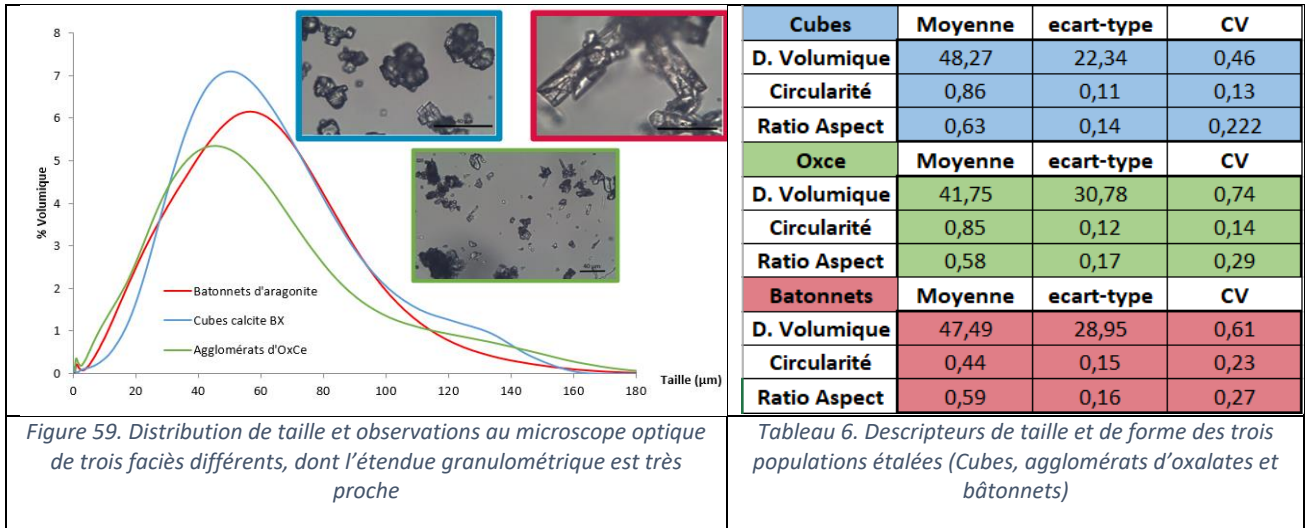 8
7
6
5
4
3
2
1
0
% Volumique
0 20 40 60 80 100 120 140 160 180
Taille (µm)
Batonnets d'aragonite
Cubes calcite BX
Agglomérats d'OxCe
Cubes Moyenne ecart-type CV
D. Volumique 48,27 22,34 0,46
Circularité 0,86 0,11 0,13
Ratio Aspect 0,63 0,14 0,222
Oxce Moyenne ecart-type CV
D. Volumique 41,75 30,78 0,74
Circularité 0,85 0,12 0,14
Ratio Aspect 0,58 0,17 0,29
Batonnets Moyenne ecart-type CV
D. Volumique 47,49 28,95 0,61
Circularité 0,44 0,15 0,23
Ratio Aspect 0,59 0,16 0,27
Figure 59. Distribution de taille et observations au microscope optique
de trois faciès différents, dont l’étendue granulométrique est très
proche
Tableau 6. Descripteurs de taille et de forme des trois
populations étalées (Cubes, agglomérats d’oxalates et
bâtonnets)